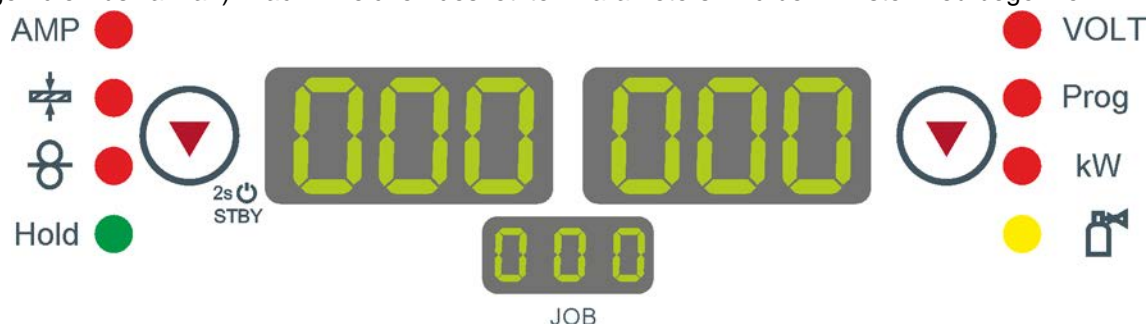 AMP
VOLT
000 000
Prog
kW
2s
STBY
Hold
000
JOB